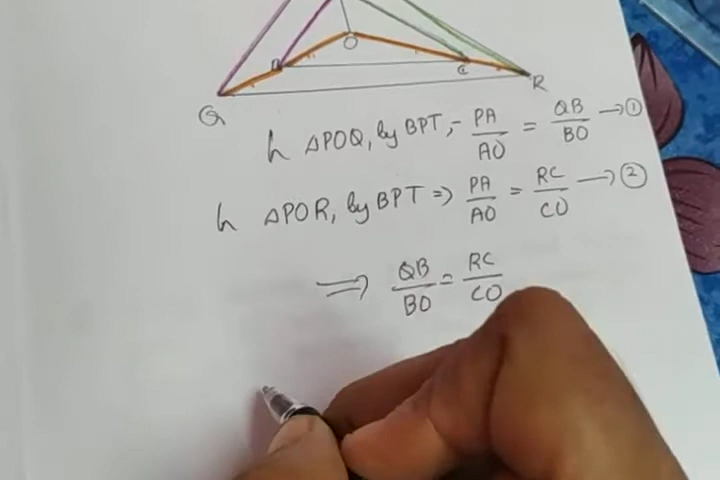 O
B
C
Q
R
In ΔPOQ, by BPT, - PA/AO = QB/BO → ①
In ΔPOR, by BPT ⇒ PA/AO = RC/CO → ②
⇒ QB/BO = RC/CO